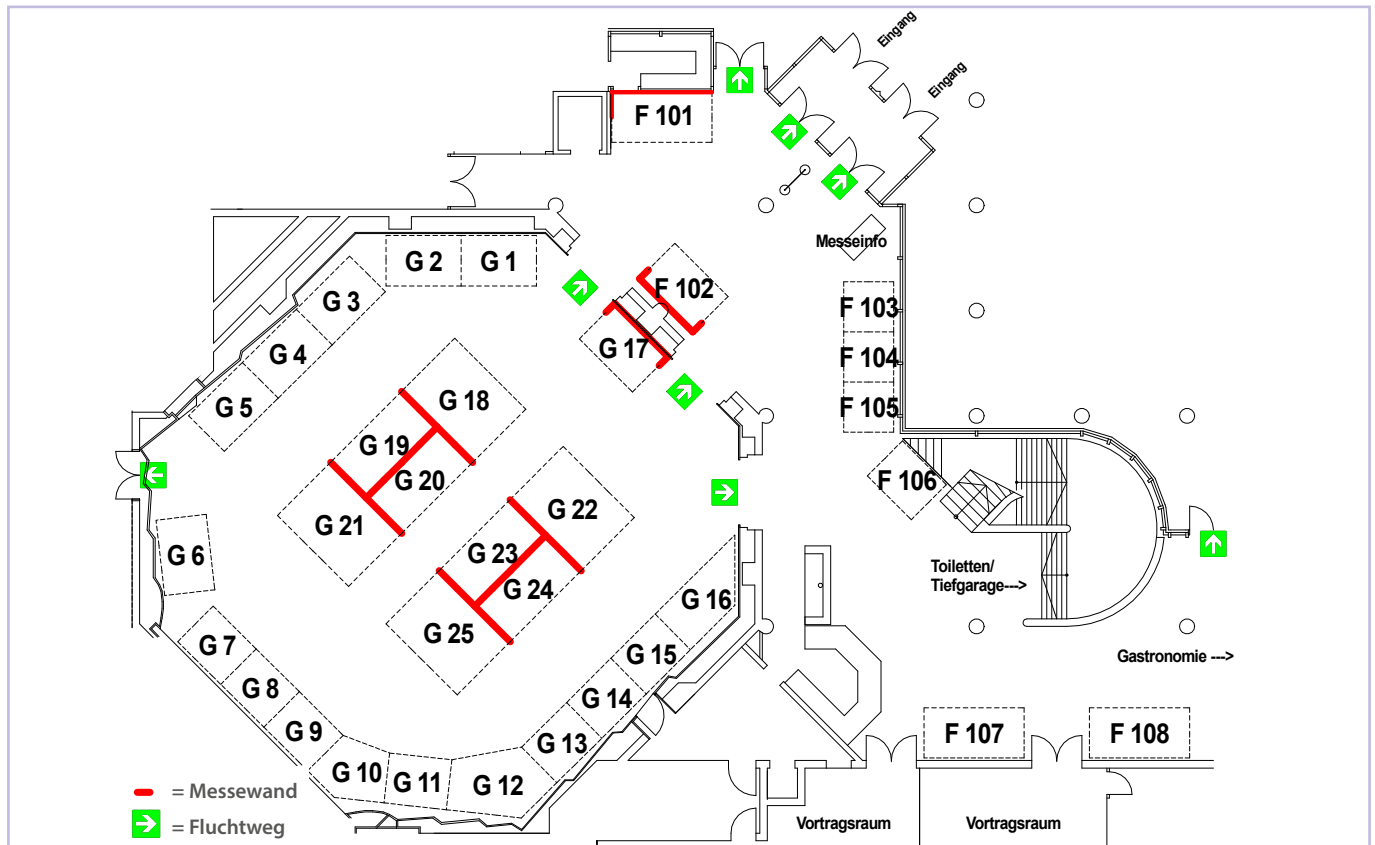 Eingang
Eingang
F 101
Messeinfo
G 2
G 1
G 3
F 102
F 103
G 17
G 4
F 104
G 5
G 18
F 105
G 19
G 20
F 106
G 21
G 22
G 6
G 23
G 24
Toiletten/
Tiefgarage--->
G 16
G 25
G 7
G 15
Gastronomie --->
G 8
G 14
G 9
G 13
F 107
F 108
G 10
G 11
G 12
= Messewand
= Fluchtweg
Vortragsraum
Vortragsraum